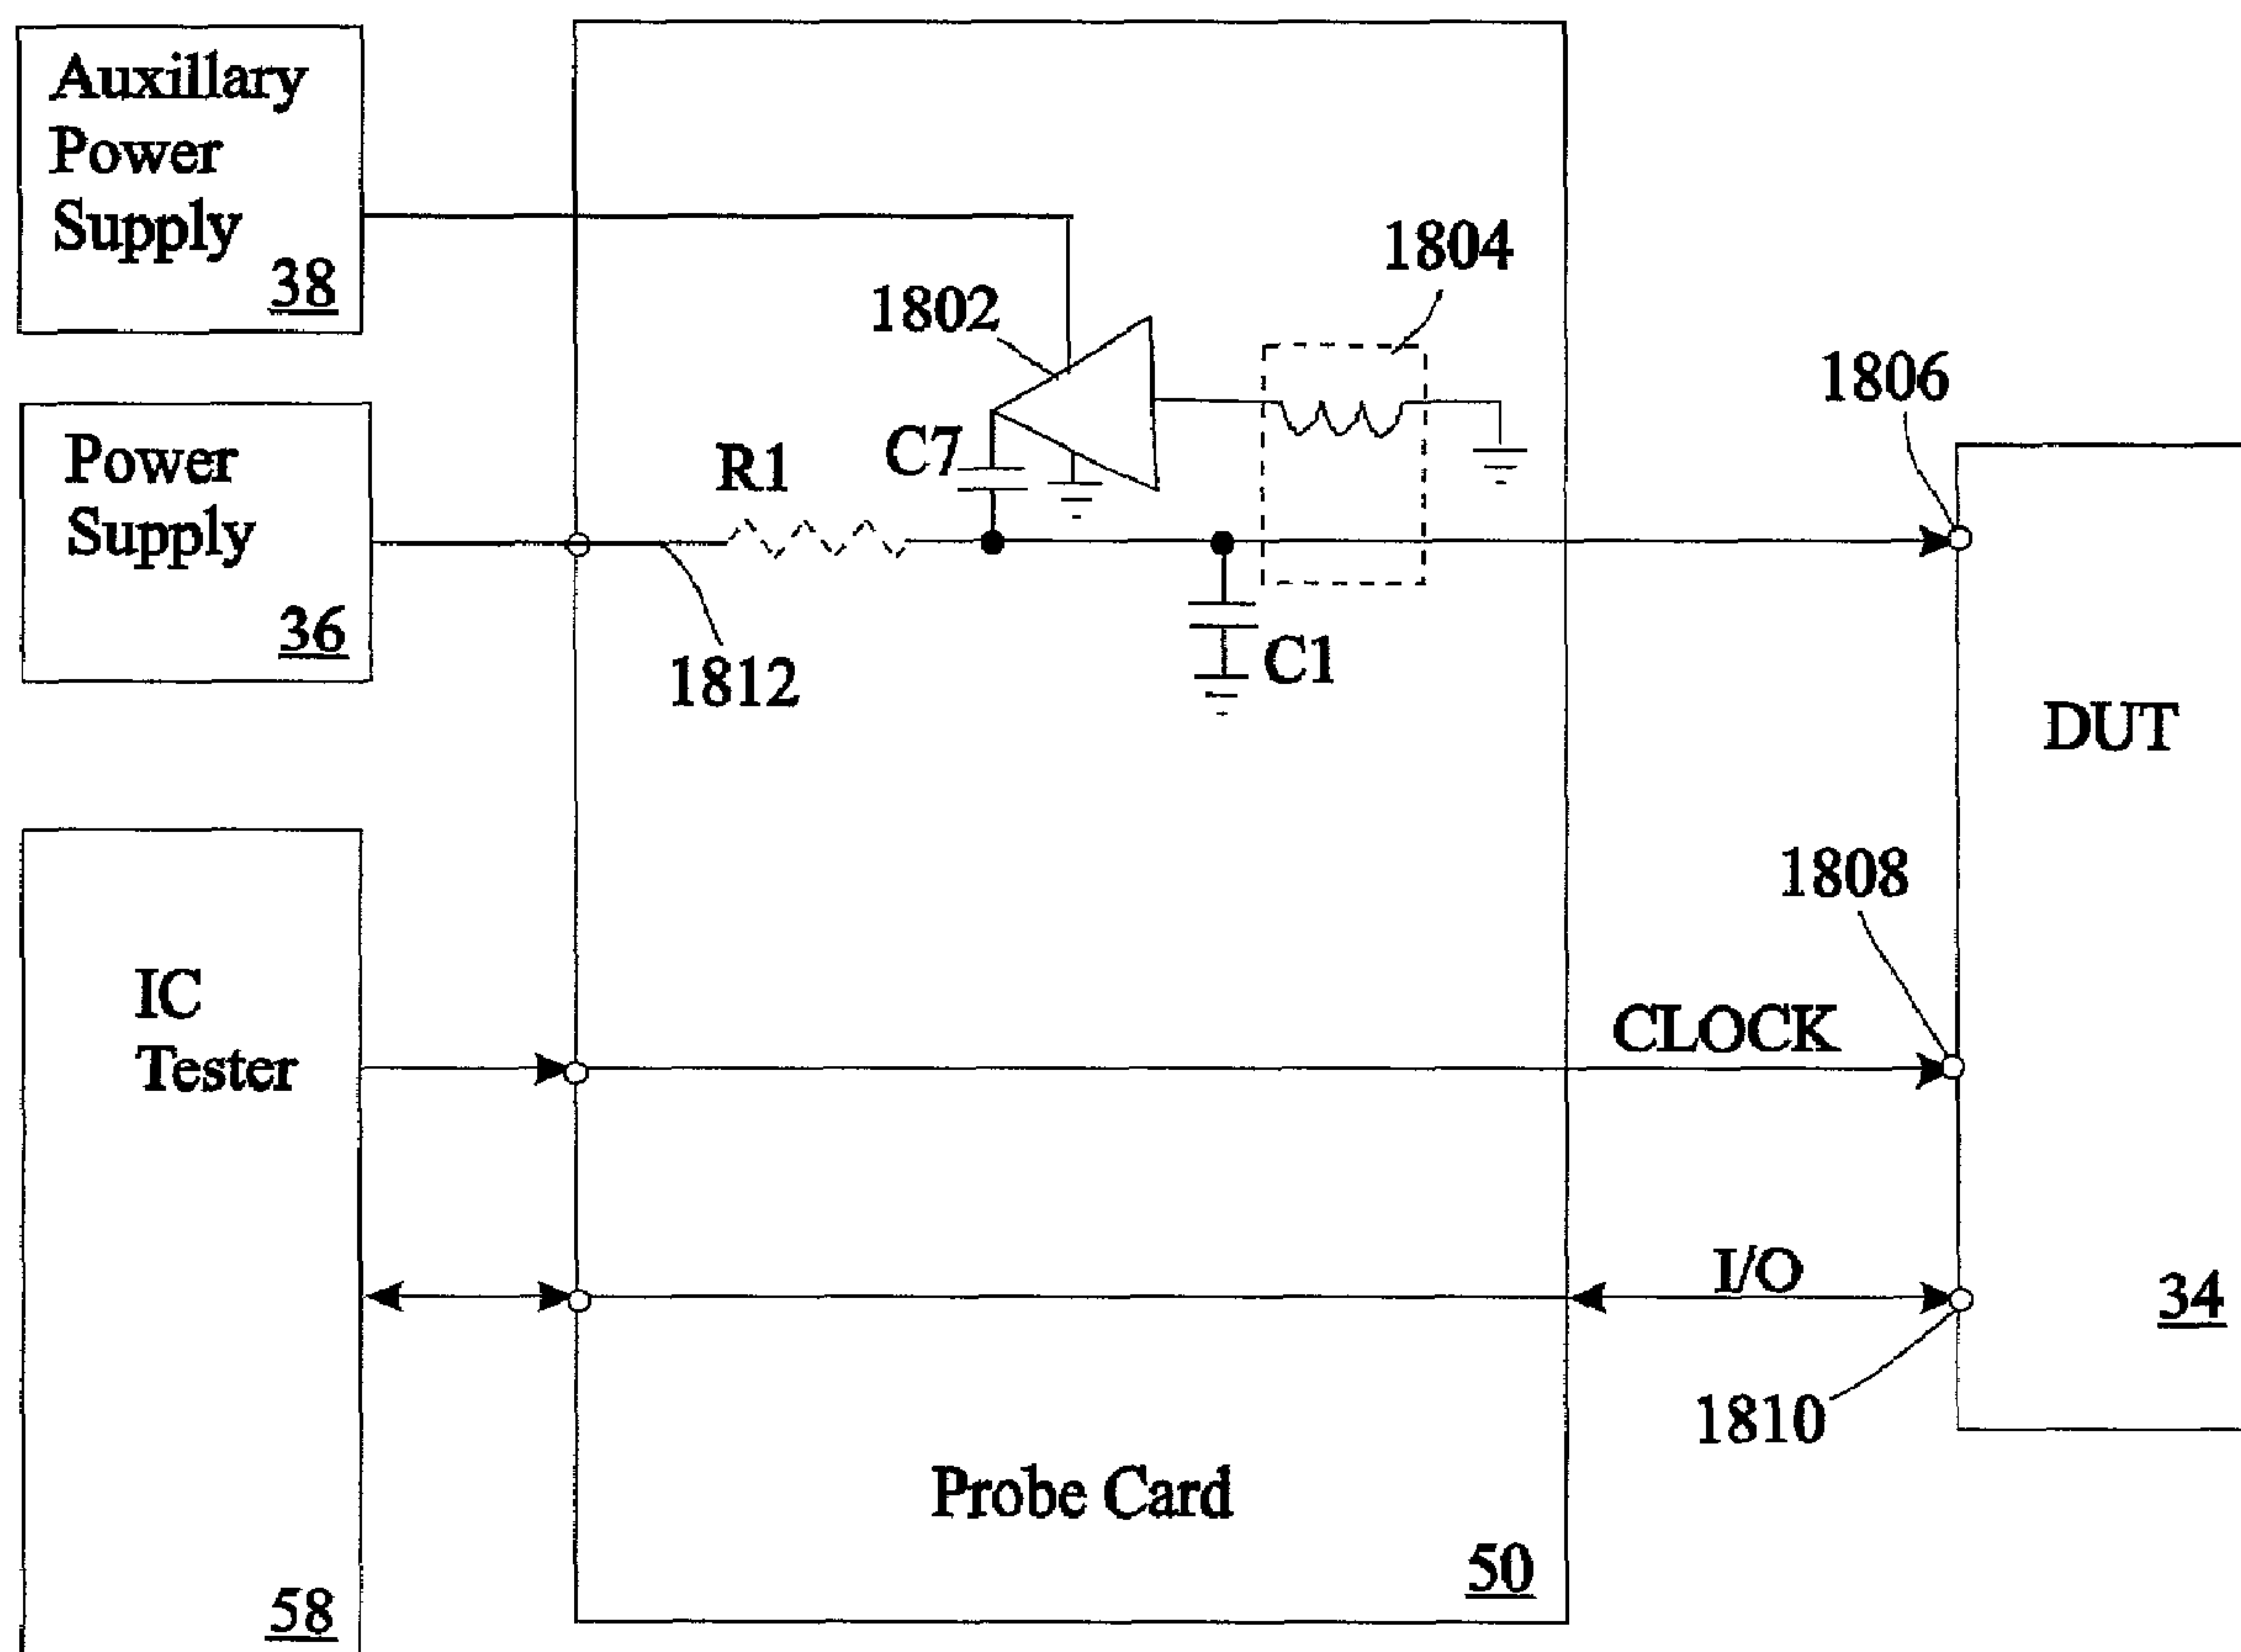 Auxillary
Power
Supply
38
1804
1802
1806
Power
Supply
36
R1
C7
1812
C1
DUT
1808
IC
Tester
CLOCK
I/O
34
1810
Probe Card
50
58